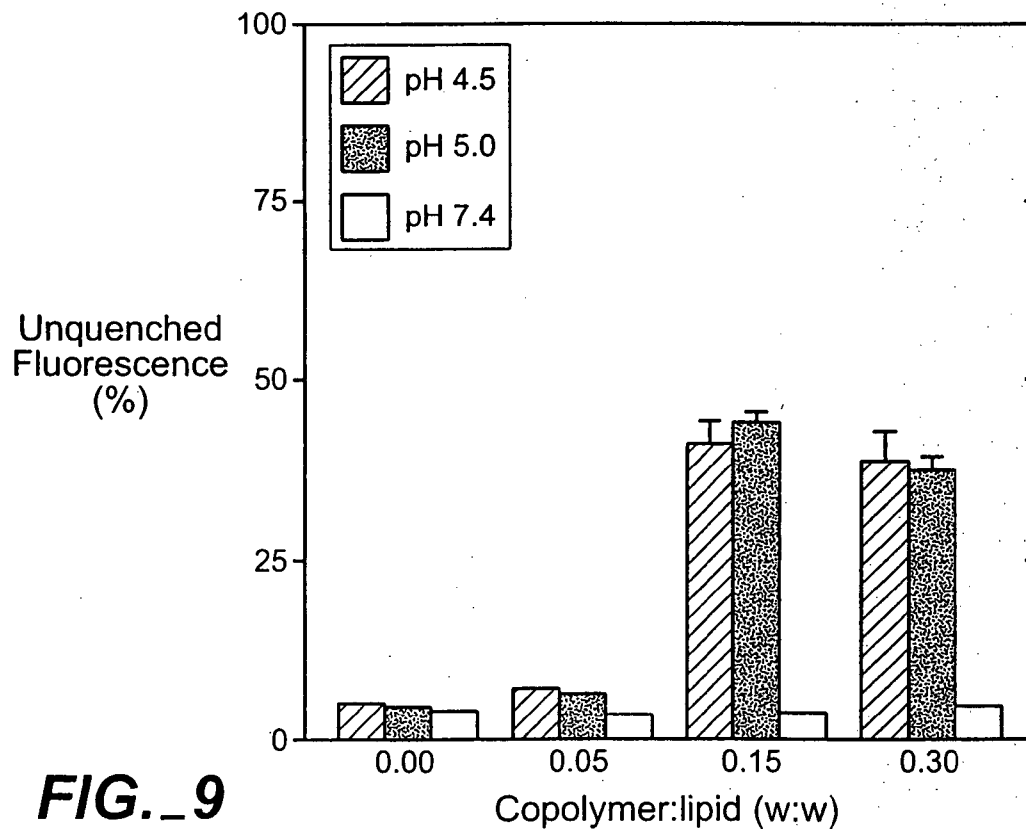 100
75
50
25
0
pH 4.5
pH 5.0
pH 7.4
Unquenched
Fluorescence
(%)
0.00 0.05 0.15 0.30
Copolymer:lipid (w:w)
FIG._9